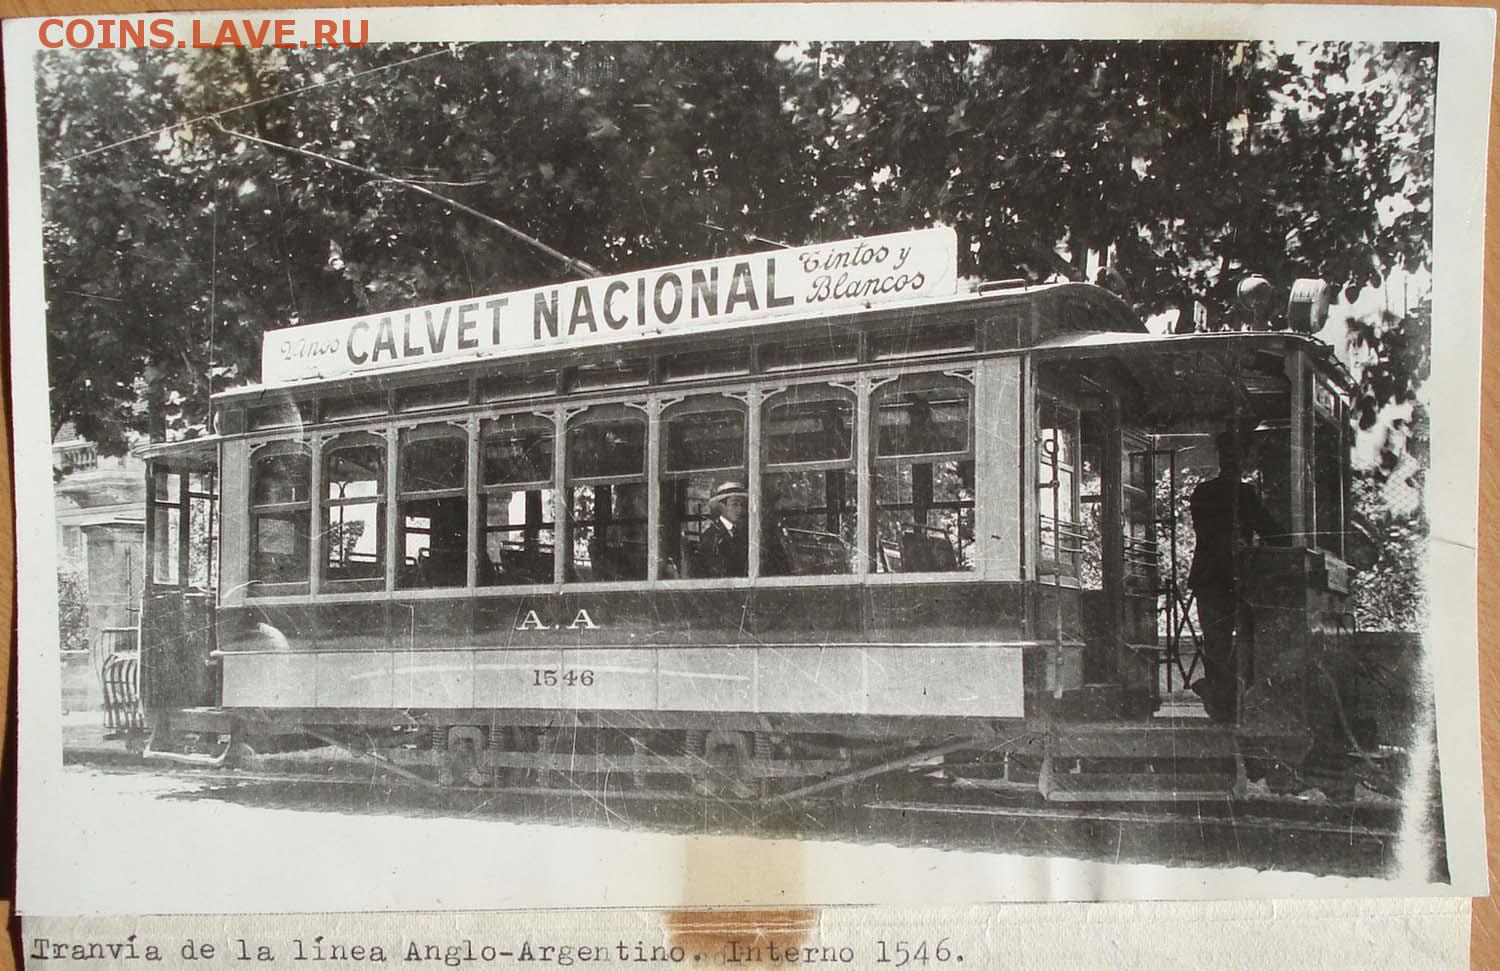 COINS.LAVE.RU
Vinos CALVET NACIONAL Tintos y
Blancos
A.A
1546
Tranvía de la línea Anglo-Argentino. Interno 1546.